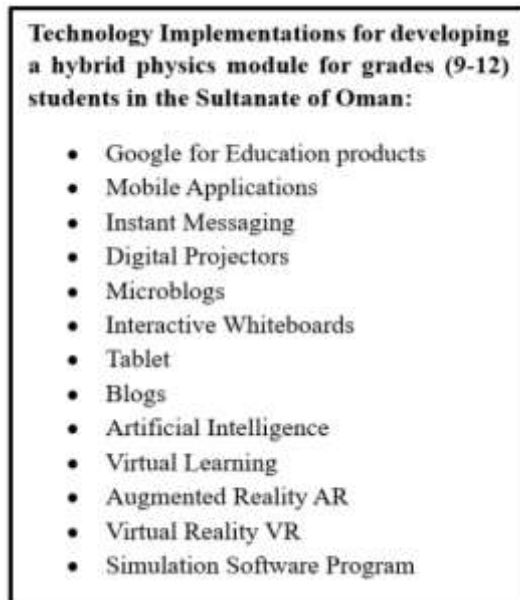 Technology Implementations for developing
a hybrid physics module for grades (9-12)
students in the Sultanate of Oman:
• Google for Education products
• Mobile Applications
• Instant Messaging
• Digital Projectors
• Microblogs
• Interactive Whiteboards
• Tablet
• Blogs
• Artificial Intelligence
• Virtual Learning
• Augmented Reality AR
• Virtual Reality VR
• Simulation Software Program